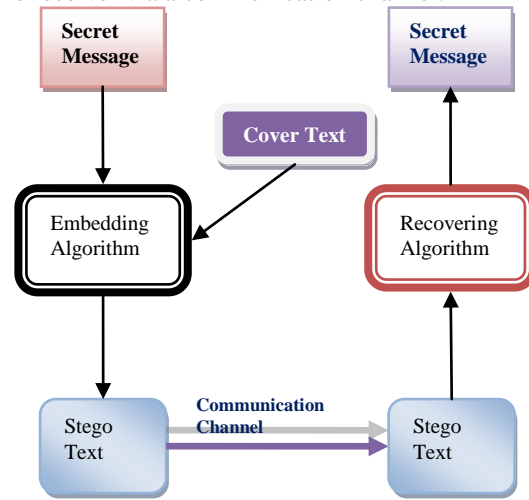 Secret
Message
Secret
Message
Cover Text
Embedding
Algorithm
Recovering
Algorithm
Communication
Channel
Stego
Text
Stego
Text